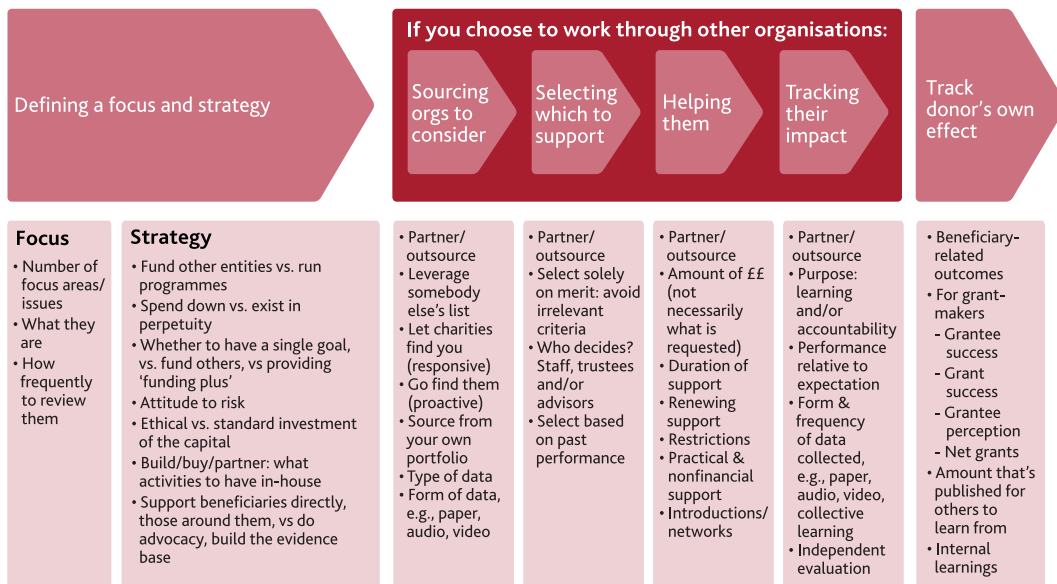 If you choose to work through other organisations:
Defining a focus and strategy
Sourcing
orgs to
consider
Selecting
which to
support
Helping
them
Tracking
their
impact
Track
donor's own
effect
Focus
• Number of
focus areas/
issues
• What they
are
• How
frequently
to review
them
Strategy
• Fund other entities vs. run
programmes
• Spend down vs. exist in
perpetuity
• Whether to have a single goal,
vs. fund others, vs providing
‘funding plus’
• Attitude to risk
• Ethical vs. standard investment
of the capital
• Build/buy/partner: what
activities to have in-house
• Support beneficiaries directly,
those around them, vs do
advocacy, build the evidence
base
• Partner/
outsource
• Leverage
somebody
else's list
• Let charities
find you
(responsive)
• Go find them
(proactive)
• Source from
your own
portfolio
• Type of data
• Form of data,
e.g., paper,
audio, video
• Partner/
outsource
• Select solely
on merit: avoid
irrelevant
criteria
• Who decides?
Staff, trustees
and/or
advisors
• Select based
on past
performance
• Partner/
outsource
• Amount of ££
(not
necessarily
what is
requested)
• Duration of
support
• Renewing
support
• Restrictions
• Practical &
nonfinancial
support
• Introductions/
networks
• Partner/
outsource
• Purpose:
learning
and/or
accountability
• Performance
relative to
expectation
• Form &
frequency
of data
collected,
e.g., paper,
audio, video,
collective
learning
• Independent
evaluation
• Beneficiary-
related
outcomes
• For grant-
makers
- Grantee
success
- Grant
success
- Grantee
perception
- Net grants
• Amount that's
published for
others to
learn from
• Internal
learnings